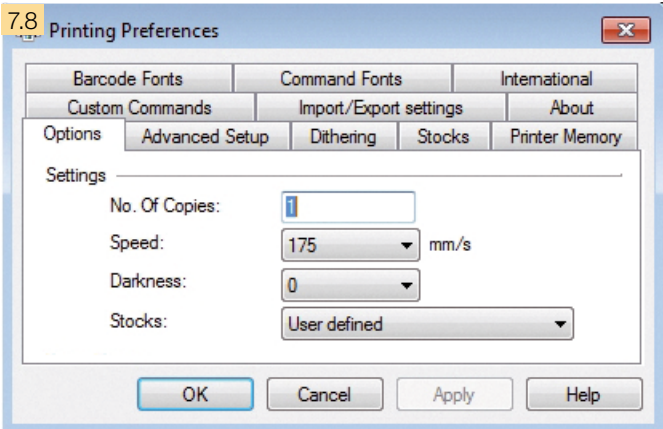 7.8
Printing Preferences
Barcode Fonts Command Fonts International
Custom Commands Import/Export settings About
Options Advanced Setup Dithering Stocks Printer Memory
Settings
No. Of Copies: 1
Speed: 175 mm/s
Darkness: 0
Stocks: User defined
OK Cancel Apply Help